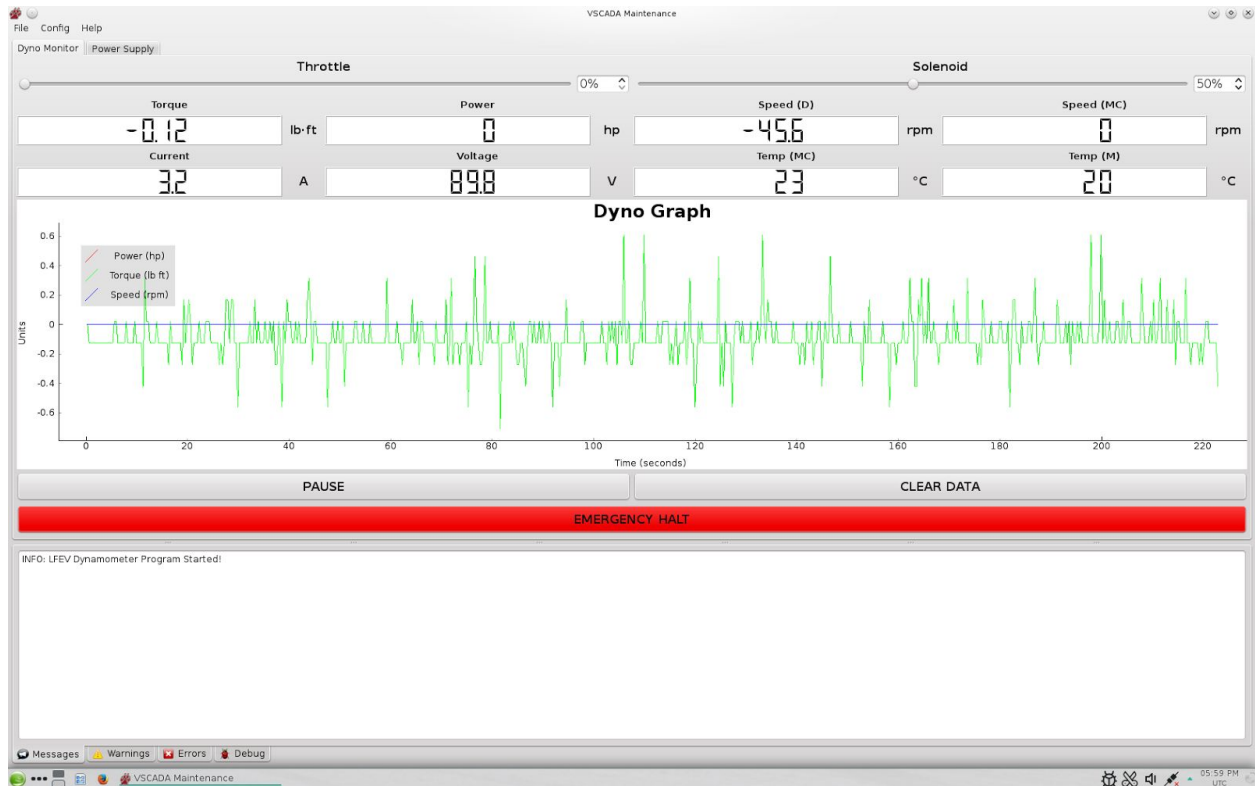 VSCADA Maintenance
File Config Help
Dyno Monitor Power Supply
Throttle Solenoid
0% 50%
Torque Power Speed (D) Speed (MC)
-0.12 lb·ft 0 hp -45.6 rpm 0 rpm
Current Voltage Temp (MC) Temp (M)
3.2 A 89.8 V 23 °C 20 °C
Dyno Graph
0.6
Power (hp)
0.4
Torque (lb ft)
0.2
Speed (rpm)
0
Units
-0.2
-0.4
-0.6
0 20 40 60 80 100 120 140 160 180 200 220
Time (seconds)
PAUSE CLEAR DATA
EMERGENCY HALT
INFO: LFEV Dynamometer Program Started!
Messages Warnings Errors Debug
VSCADA Maintenance 05:59 PM
UTC